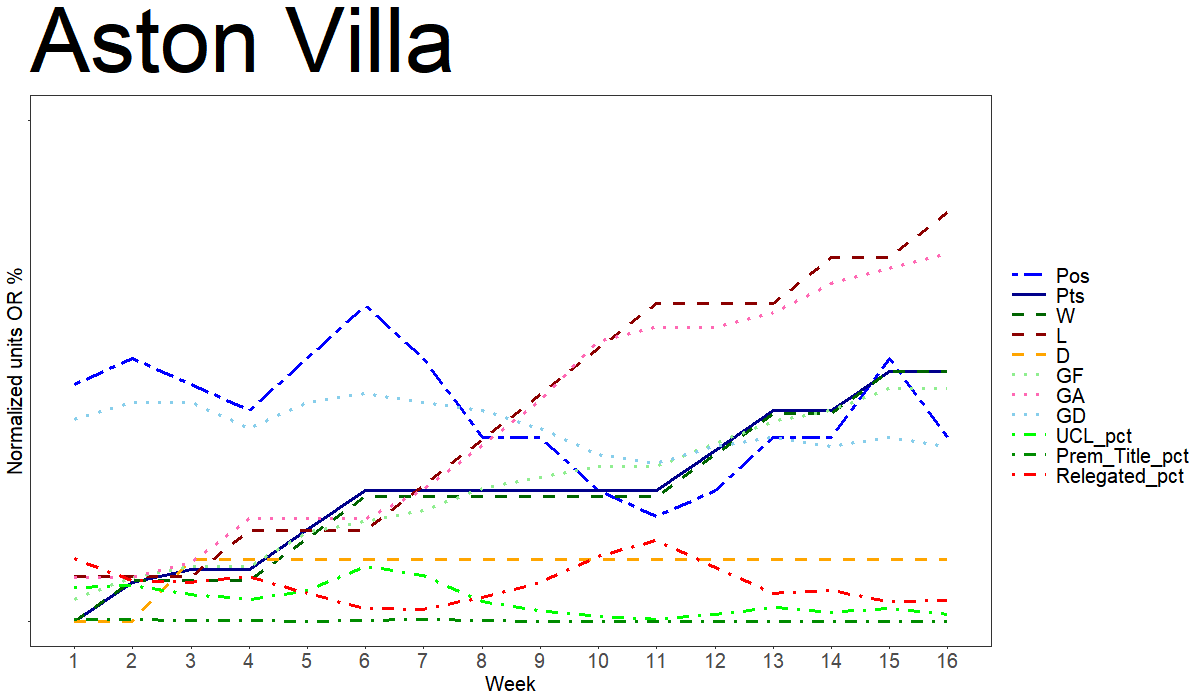 Aston Villa
Normalized units OR %
Pos
Pts
W
L
D
GF
GA
GD
UCL_pct
Prem_Title_pct
Relegated_pct
1 2 3 4 5 6 7 8 9 10 11 12 13 14 15 16
Week